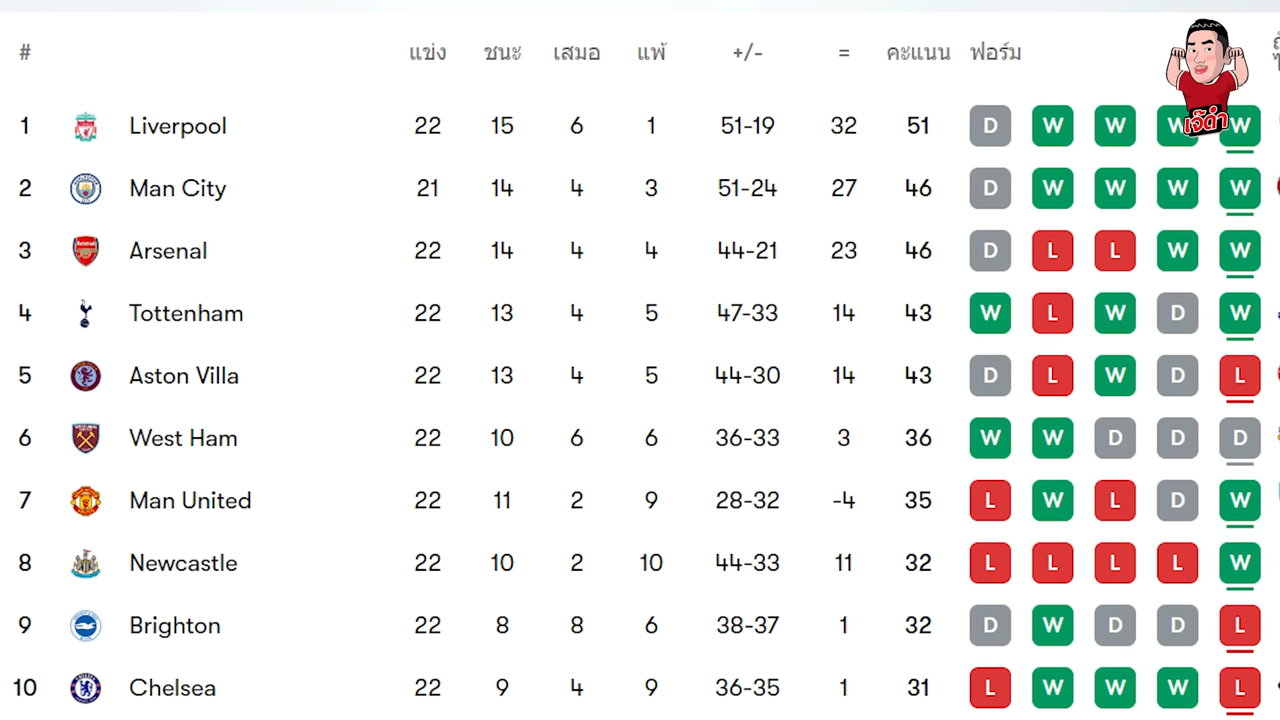 # แข่ง ชนะ เสมอ แพ้ +/- = คะแนน ฟอร์ม
1 Liverpool 22 15 6 1 51-19 32 51 D W W W W
เจ๊ดำ
2 Man City 21 14 4 3 51-24 27 46 D W W W W
3 Arsenal 22 14 4 4 44-21 23 46 D L L W W
4 Tottenham 22 13 4 5 47-33 14 43 W L W D W
5 Aston Villa 22 13 4 5 44-30 14 43 D L W D L
6 West Ham 22 10 6 6 36-33 3 36 W W D D D
7 Man United 22 11 2 9 28-32 -4 35 L W L D W
8 Newcastle 22 10 2 10 44-33 11 32 L L L L W
9 Brighton 22 8 8 6 38-37 1 32 D W D D L
10 Chelsea 22 9 4 9 36-35 1 31 L W W W L